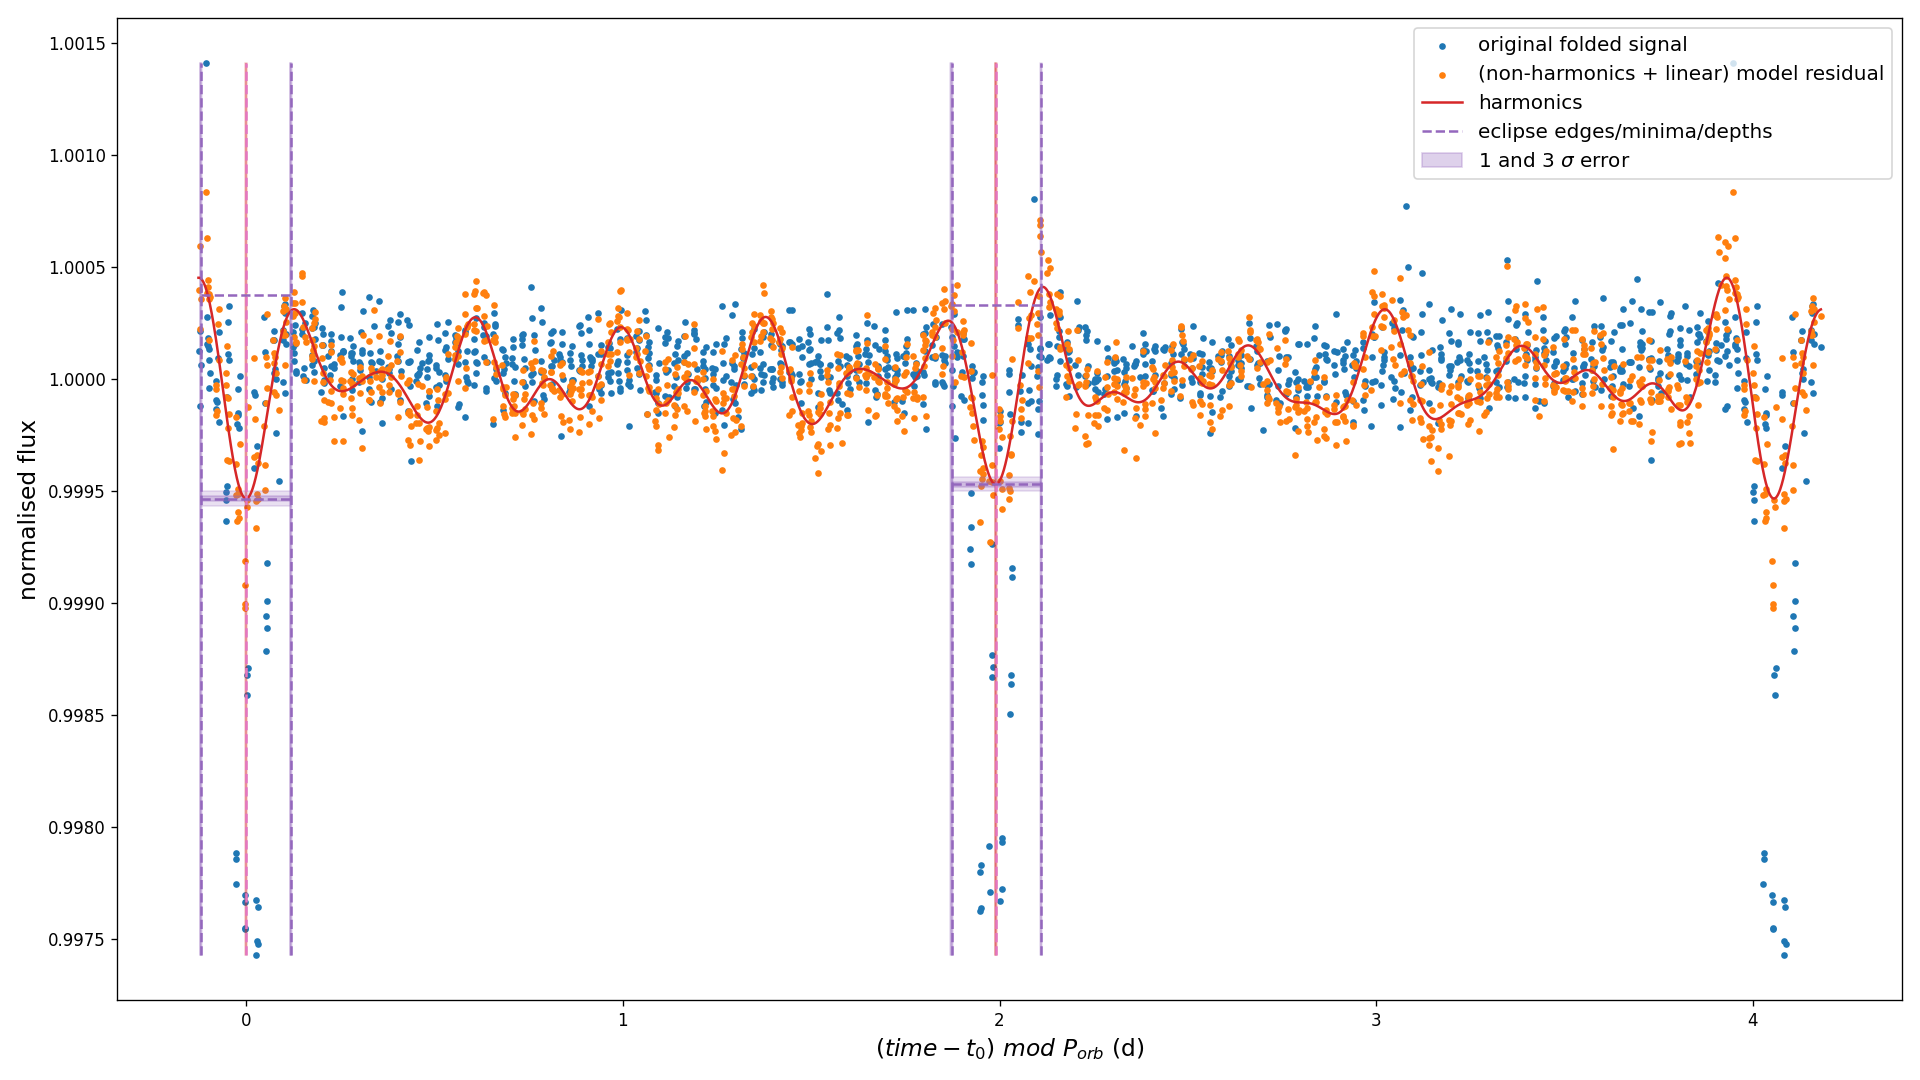 normalised flux
1.0015
1.0010
1.0005
1.0000
0.9995
0.9990
0.9985
0.9980
0.9975
original folded signal
(non-harmonics + linear) model residual
harmonics
eclipse edges/minima/depths
1 and 3 σ error
0 1 2 3 4
(time − t₀) mod Pₒᵣb (d)